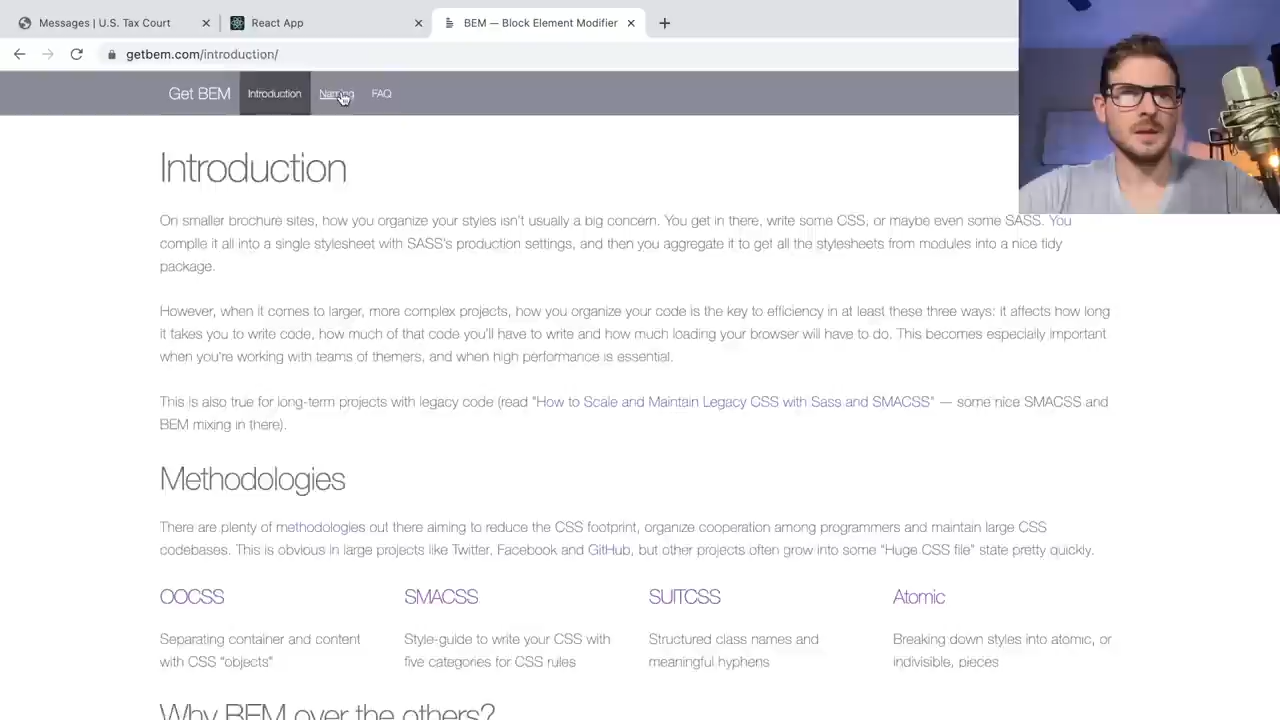 Messages | U.S. Tax Court
React App
BEM — Block Element Modifier
getbem.com/introduction/
Get BEM Introduction Naming FAQ
Introduction
On smaller brochure sites, how you organize your styles isn't usually a big concern. You get in there, write some CSS, or maybe even some SASS. You
compile it all into a single stylesheet with SASS's production settings, and then you aggregate it to get all the stylesheets from modules into a nice tidy
package.
However, when it comes to larger, more complex projects, how you organize your code is the key to efficiency in at least these three ways: it affects how long
it takes you to write code, how much of that code you'll have to write and how much loading your browser will have to do. This becomes especially important
when you're working with teams of themers, and when high performance is essential.
This is also true for long-term projects with legacy code (read "How to Scale and Maintain Legacy CSS with Sass and SMACSS" — some nice SMACSS and
BEM mixing in there).
Methodologies
There are plenty of methodologies out there aiming to reduce the CSS footprint, organize cooperation among programmers and maintain large CSS
codebases. This is obvious in large projects like Twitter, Facebook and GitHub, but other projects often grow into some "Huge CSS file" state pretty quickly.
OOCSS SMACSS SUITCSS Atomic
Separating container and content Style-guide to write your CSS with Structured class names and Breaking down styles into atomic, or
with CSS "objects" five categories for CSS rules meaningful hyphens indivisible, pieces
Why BEM over the others?